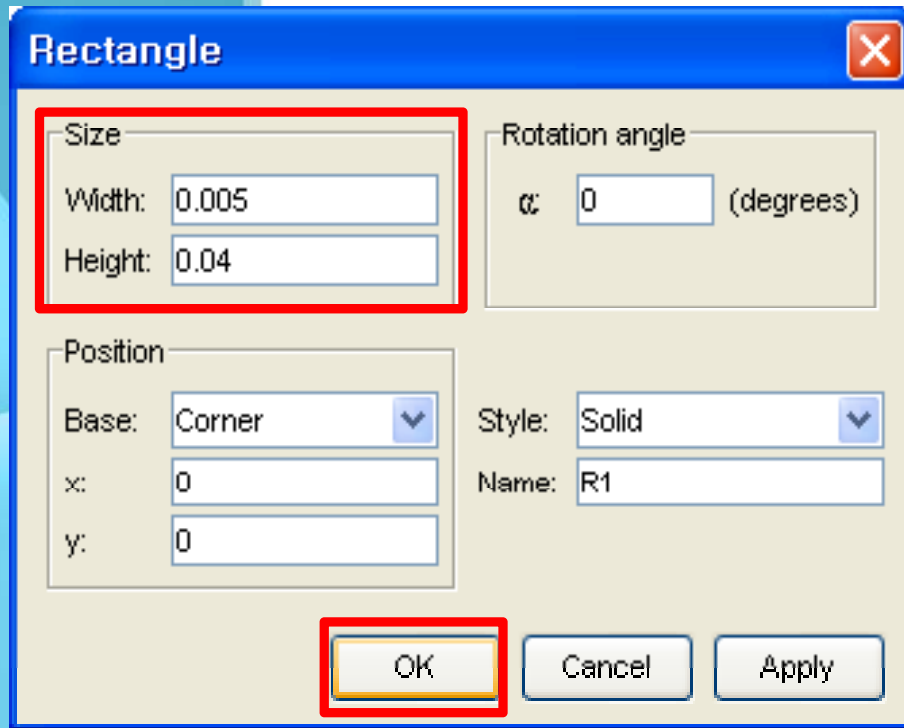 Rectangle
Size
Width: 0.005
Height: 0.04
Rotation angle
α: 0 (degrees)
Position
Base: Corner
x: 0
y: 0
Style: Solid
Name: R1
OK Cancel Apply